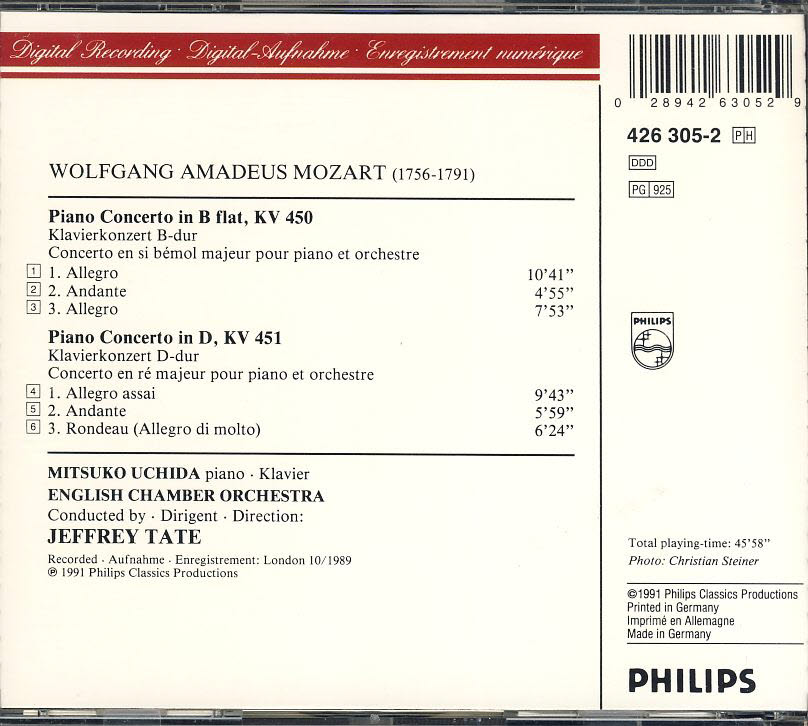 Digital Recording · Digital-Aufnahme · Enregistrement numérique
WOLFGANG AMADEUS MOZART (1756-1791)
Piano Concerto in B flat, KV 450
Klavierkonzert B-dur
Concerto en si bémol majeur pour piano et orchestre
1 1. Allegro 10'41"
2 2. Andante 4'55"
3 3. Allegro 7'53"
Piano Concerto in D, KV 451
Klavierkonzert D-dur
Concerto en ré majeur pour piano et orchestre
4 1. Allegro assai 9'43"
5 2. Andante 5'59"
6 3. Rondeau (Allegro di molto) 6'24"
MITSUKO UCHIDA piano · Klavier
ENGLISH CHAMBER ORCHESTRA
Conducted by · Dirigent · Direction:
JEFFREY TATE
Recorded · Aufnahme · Enregistrement: London 10/1989
℗ 1991 Philips Classics Productions
0 28942 63052 9
426 305-2 PH
DDD
PG 925
PHILIPS
Total playing-time: 45'58"
Photo: Christian Steiner
©1991 Philips Classics Productions
Printed in Germany
Imprimé en Allemagne
Made in Germany
PHILIPS